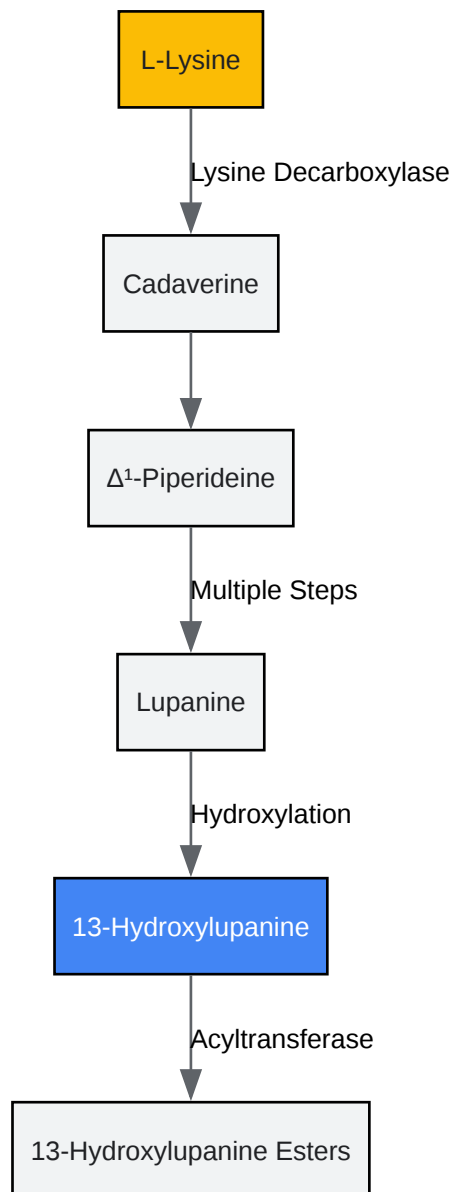 L-Lysine
Lysine Decarboxylase
Cadaverine
Δ¹-Piperideine
Multiple Steps
Lupanine
Hydroxylation
13-Hydroxylupanine
Acyltransferase
13-Hydroxylupanine Esters